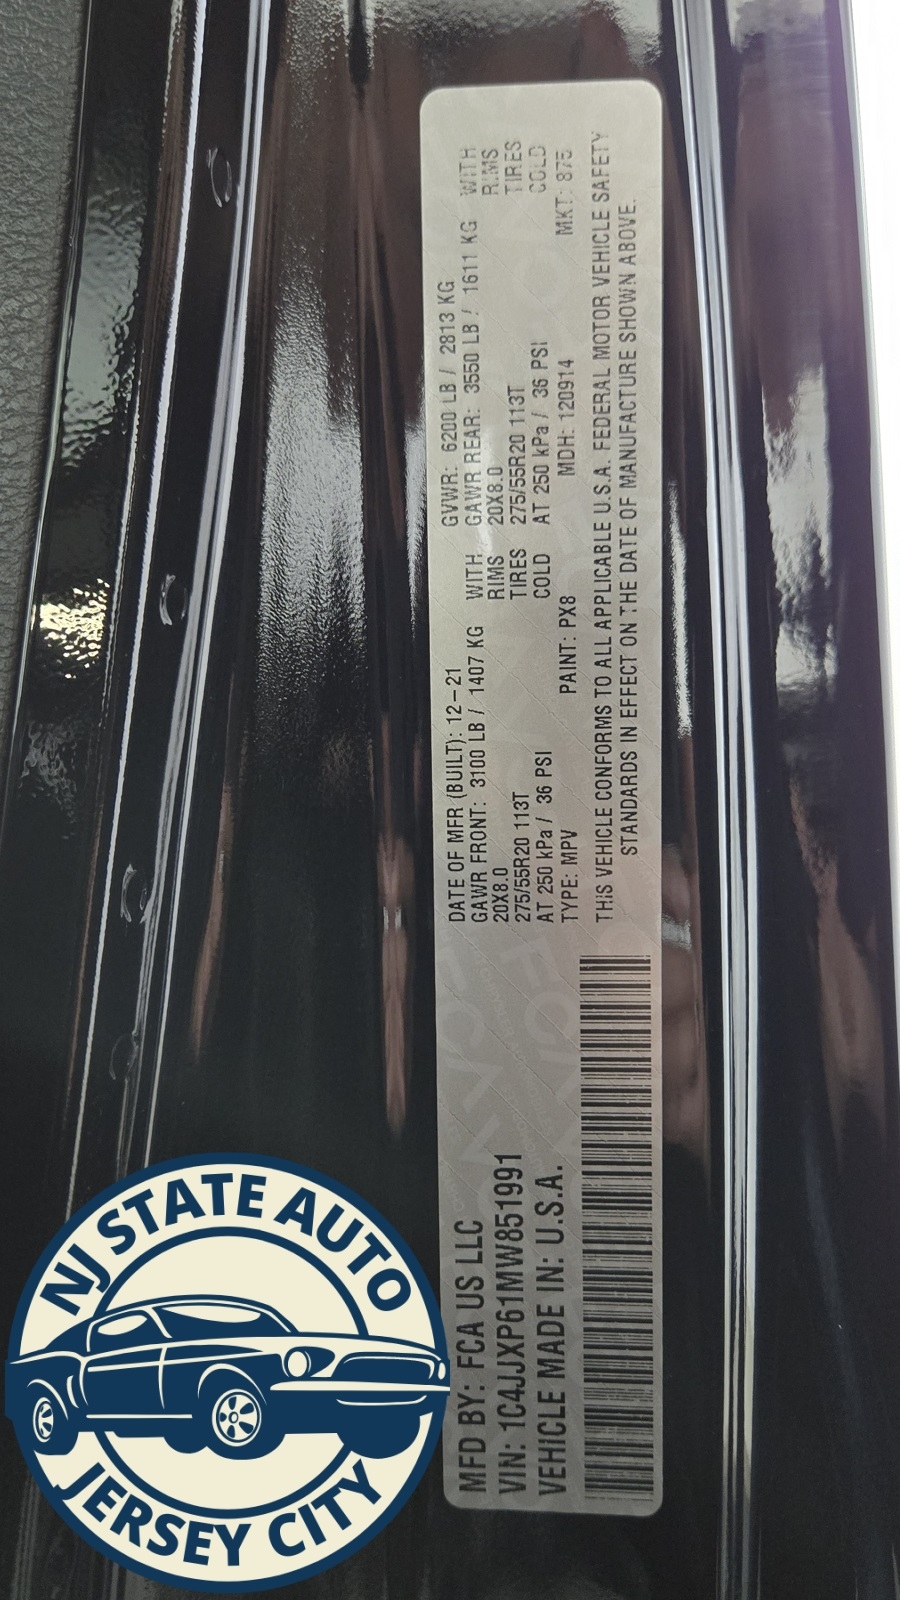 MFD BY: FCA US LLC
VIN: 1C4JJXP61MW851991
VEHICLE MADE IN: U.S.A.
DATE OF MFR (BUILT): 12-21 GVWR: 6200 LB / 2813 KG
GAWR FRONT: 3100 LB / 1407 KG WITH GAWR REAR: 3550 LB / 1611 KG WITH
20X8.0 RIMS 20X8.0 RIMS
275/55R20 113T TIRES 275/55R20 113T TIRES
AT 250 kPa / 36 PSI COLD AT 250 kPa / 36 PSI COLD
TYPE: MPV PAINT: PX8 MDH: 120914 MKT: 875
THIS VEHICLE CONFORMS TO ALL APPLICABLE U.S.A. FEDERAL MOTOR VEHICLE SAFETY
STANDARDS IN EFFECT ON THE DATE OF MANUFACTURE SHOWN ABOVE.
NJ STATE AUTO
JERSEY CITY